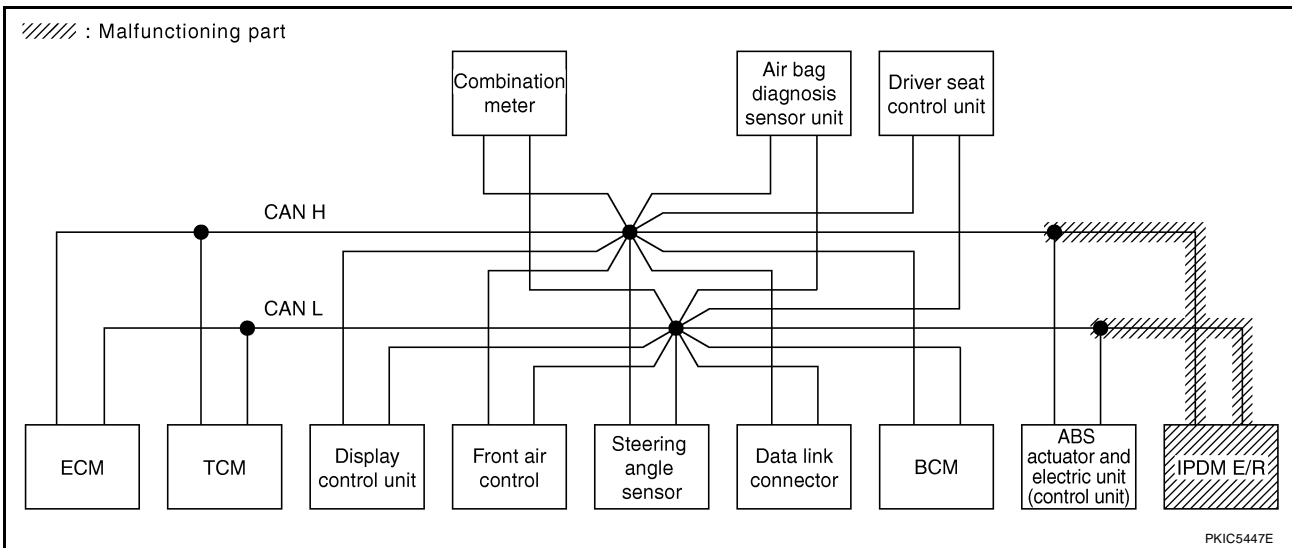 : Malfunctioning part
Combination
meter
Air bag
diagnosis
sensor unit
Driver seat
control unit
CAN H
CAN L
ECM
TCM
Display
control unit
Front air
control
Steering
angle
sensor
Data link
connector
BCM
ABS
actuator and
electric unit
(control unit)
IPDM E/R
PKIC5447E